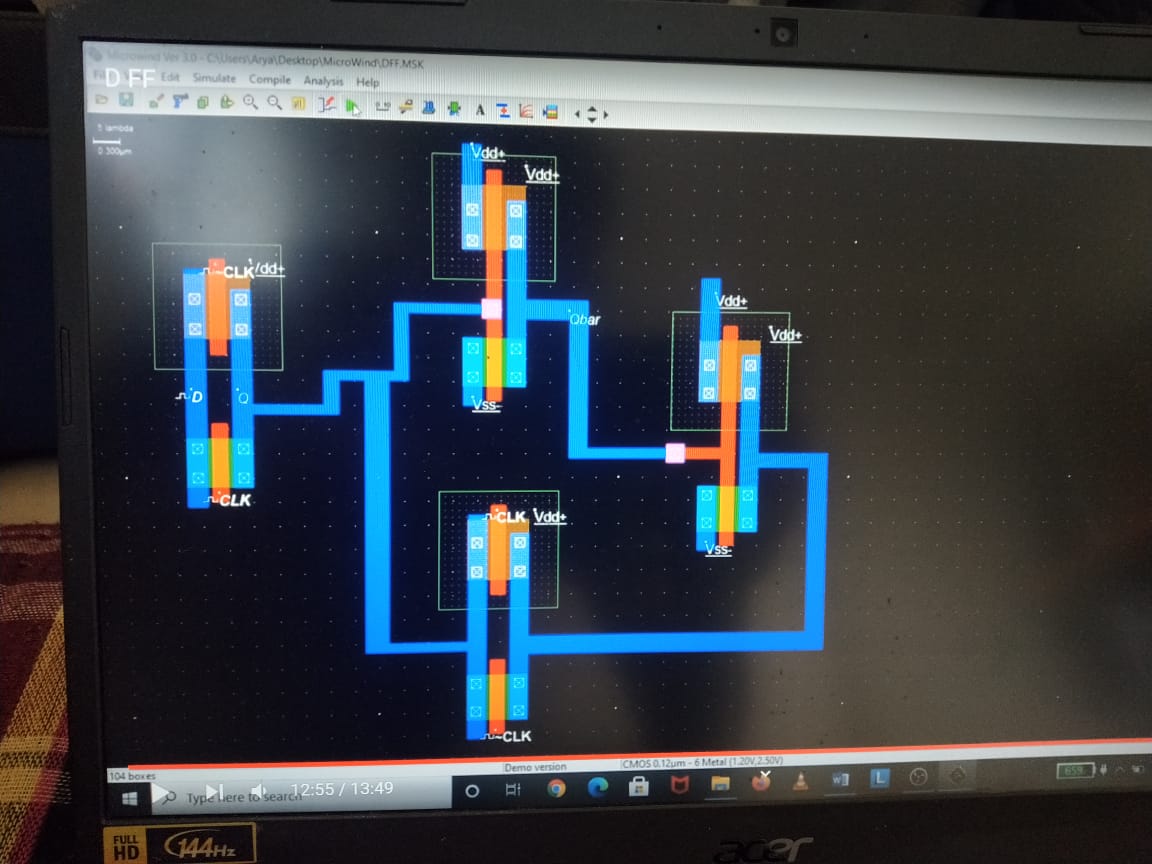 Microwind Ver 3.0 - C:\Users\Arya\Desktop\MicroWind\DFF.MSK
D FF Edit Simulate Compile Analysis Help
A
5 lambda
0.300µm
Vdd+
Vdd+
~CLK
Vdd+
Vdd+
Qbar
Vdd+
D
Q
Vss-
CLK
CLK
Vdd+
Vss-
~CLK
104 boxes
Demo version
CMOS 0.12µm - 6 Metal (1.20V,2.50V)
Type here to search
12:55 / 13:49
65%
FULL HD
144Hz
acer